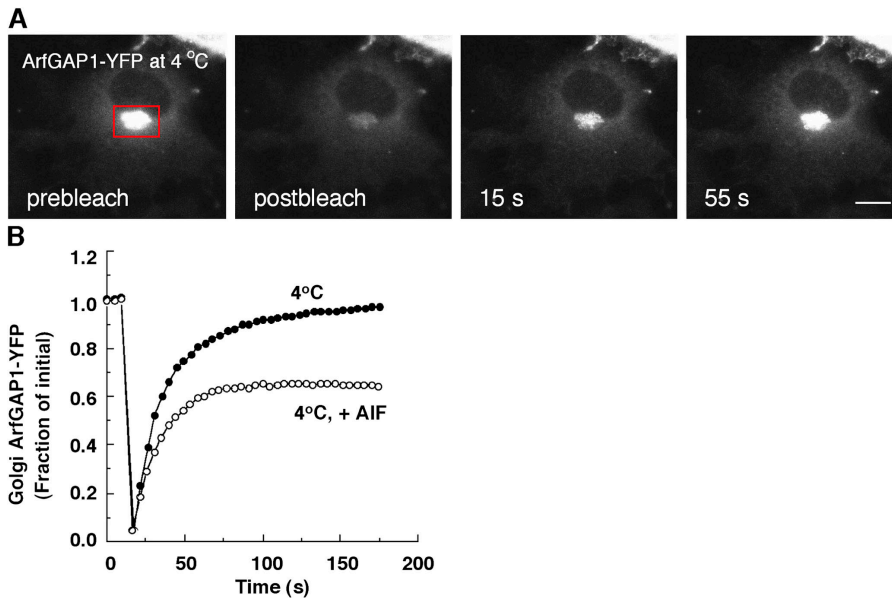 A
ArfGAP1-YFP at 4 °C
prebleach
postbleach
15 s
55 s
B
1.2
1.0
0.8
0.6
0.4
0.2
0.0
Golgi ArfGAP1-YFP
(Fraction of initial)
4°C
4°C, + AlF
0
50
100
150
200
Time (s)